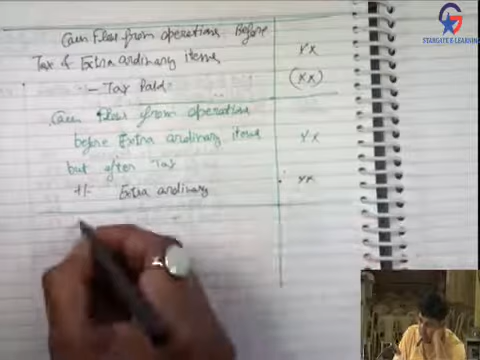 STARGATE E-LEARNING
Cash Flow from operations Before
Tax & Extra ordinary items XX
- Tax Paid (XX)
Cash Flow from operations
before Extra ordinary items XX
but after Tax
+/- Extra ordinary XX